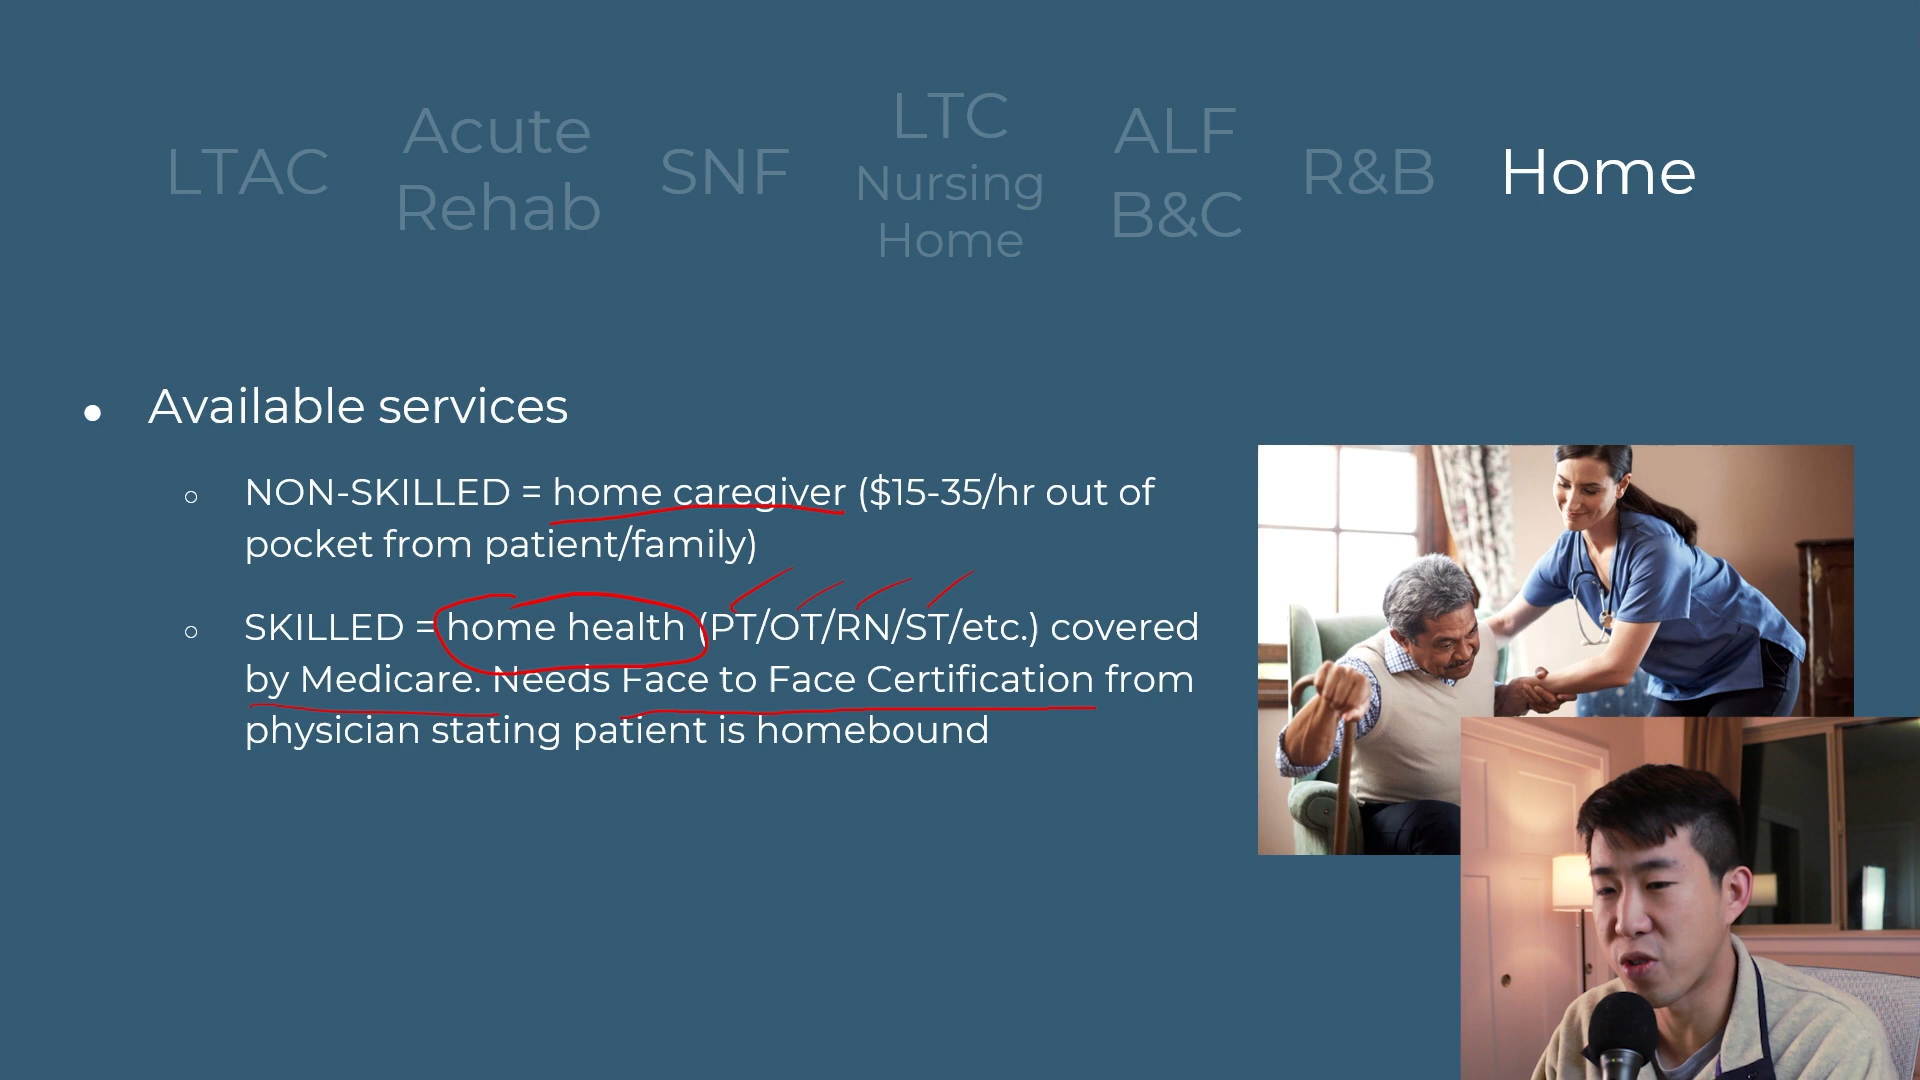 LTAC
Acute
Rehab
SNF
LTC
Nursing
Home
ALF
B&C
R&B
Home
Available services
NON-SKILLED = home caregiver ($15-35/hr out of
pocket from patient/family)
SKILLED = home health (PT/OT/RN/ST/etc.) covered
by Medicare. Needs Face to Face Certification from
physician stating patient is homebound